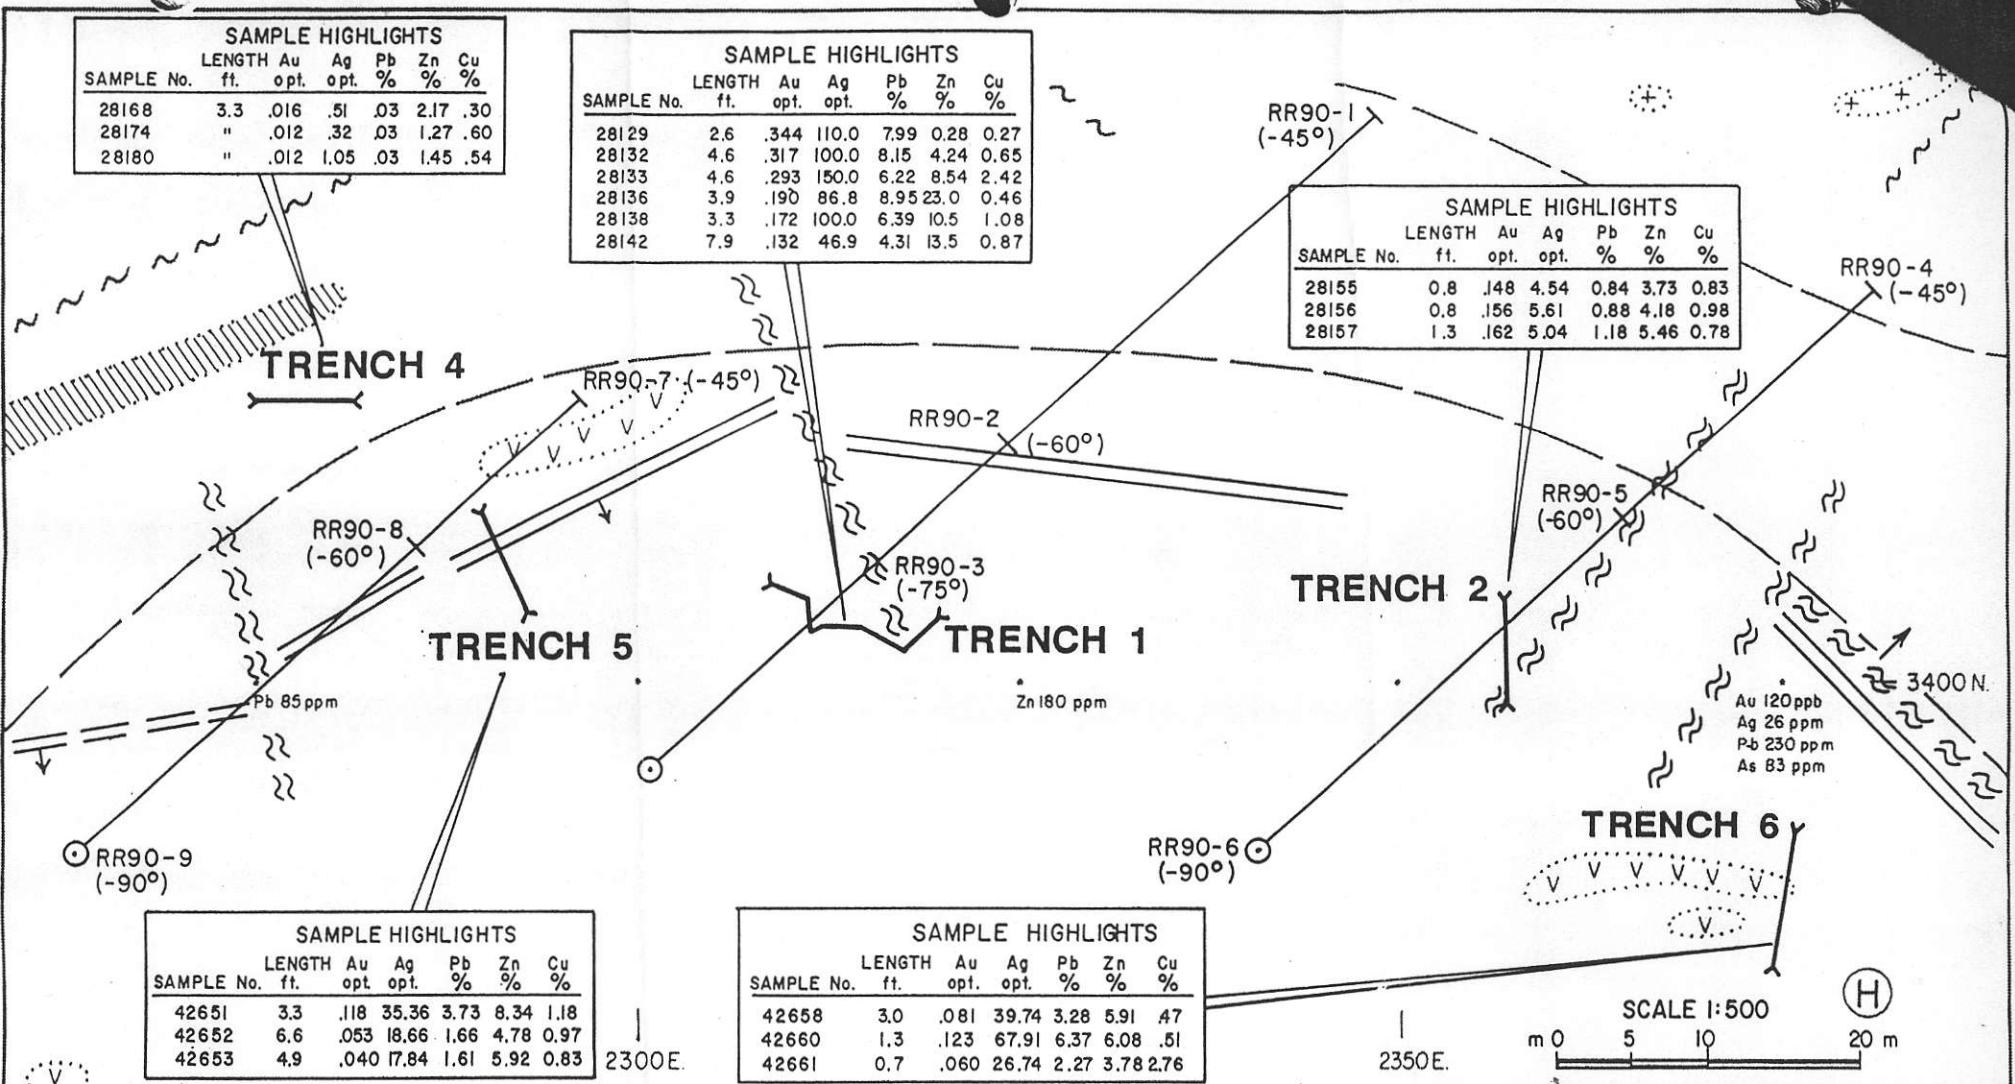 SAMPLE HIGHLIGHTS
LENGTH Au Ag Pb Zn Cu
SAMPLE No. ft. opt. opt. % % %
28168 3.3 .016 .51 .03 2.17 .30
28174 " .012 .32 .03 1.27 .60
28180 " .012 1.05 .03 1.45 .54
SAMPLE HIGHLIGHTS
LENGTH Au Ag Pb Zn Cu
SAMPLE No. ft. opt. opt. % % %
28129 2.6 .344 110.0 7.99 0.28 0.27
28132 4.6 .317 100.0 8.15 4.24 0.65
28133 4.6 .293 150.0 6.22 8.54 2.42
28136 3.9 .190 86.8 8.95 23.0 0.46
28138 3.3 .172 100.0 6.39 10.5 1.08
28142 7.9 .132 46.9 4.31 13.5 0.87
RR90-1
(-45°)
SAMPLE HIGHLIGHTS
LENGTH Au Ag Pb Zn Cu
SAMPLE No. ft. opt. opt. % % %
28155 0.8 .148 4.54 0.84 3.73 0.83
28156 0.8 .156 5.61 0.88 4.18 0.98
28157 1.3 .162 5.04 1.18 5.46 0.78
RR90-4
(-45°)
TRENCH 4
RR90-7 (-45°)
RR90-2
(-60°)
RR90-8
(-60°)
RR90-5
(-60°)
RR90-3
(-75°)
TRENCH 2
TRENCH 5
TRENCH 1
3400 N.
Pb 85 ppm
Zn 180 ppm
Au 120 ppb
Ag 26 ppm
Pb 230 ppm
As 83 ppm
TRENCH 6
RR90-9
(-90°)
RR90-6
(-90°)
SAMPLE HIGHLIGHTS
LENGTH Au Ag Pb Zn Cu
SAMPLE No. ft. opt. opt. % % %
42651 3.3 .118 35.36 3.73 8.34 1.18
42652 6.6 .053 18.66 1.66 4.78 0.97
42653 4.9 .040 17.84 1.61 5.92 0.83
2300E.
SAMPLE HIGHLIGHTS
LENGTH Au Ag Pb Zn Cu
SAMPLE No. ft. opt. opt. % % %
42658 3.0 .081 39.74 3.28 5.91 .47
42660 1.3 .123 67.91 6.37 6.08 .51
42661 0.7 .060 26.74 2.27 3.78 2.76
2350E.
H
SCALE 1:500
m 0 5 10 20 m